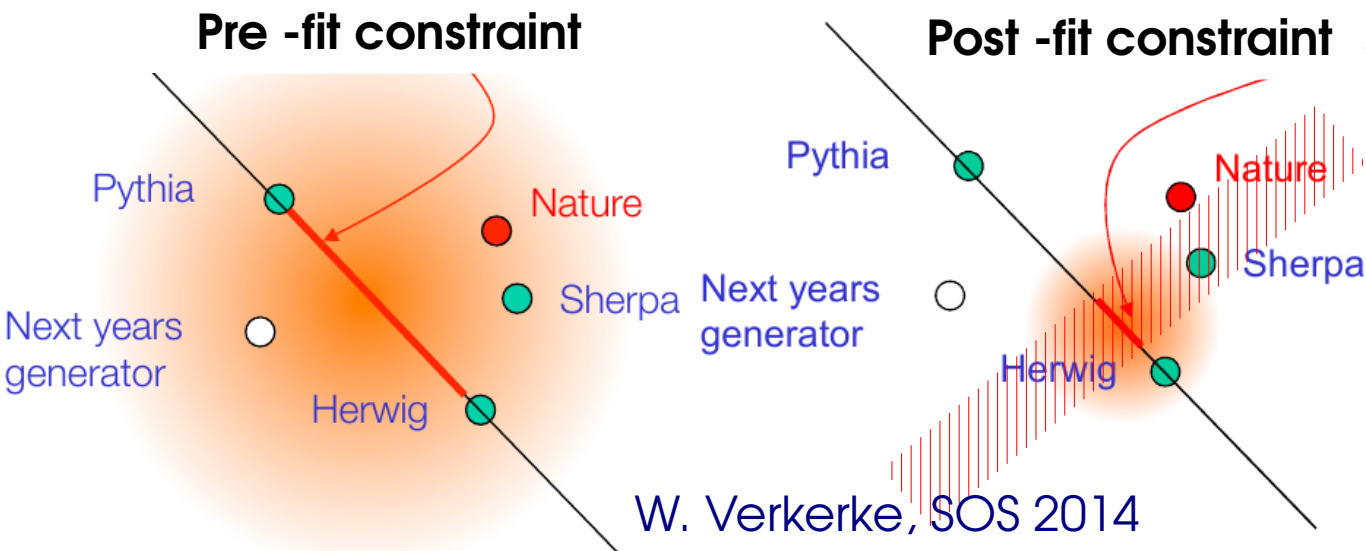 Pre -fit constraint
Pythia
Nature
Sherpa
Next years
generator
Herwig
Post -fit constraint
Pythia
Nature
Sherpa
Next years
generator
Herwig
W. Verkerke, SOS 2014